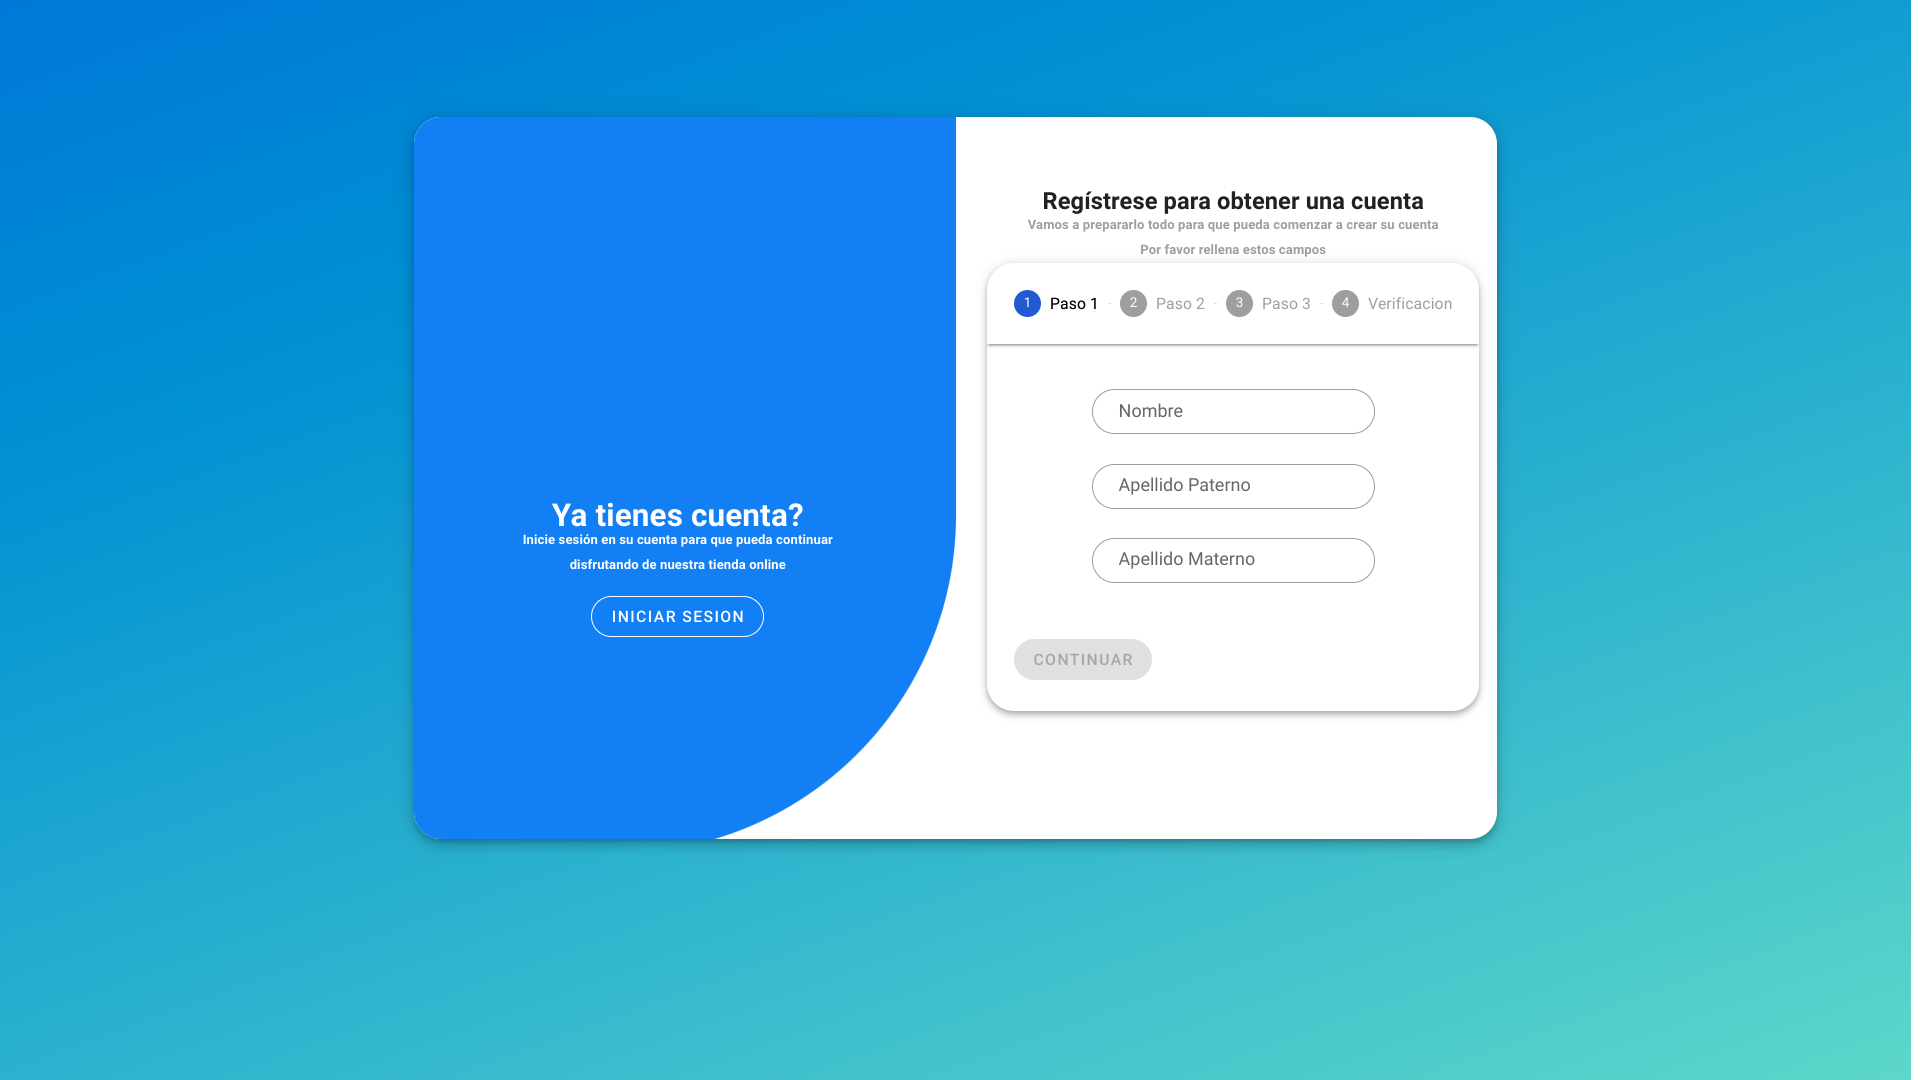 Ya tienes cuenta?
Inicie sesión en su cuenta para que pueda continuar
disfrutando de nuestra tienda online
INICIAR SESION
Regístrese para obtener una cuenta
Vamos a prepararlo todo para que pueda comenzar a crear su cuenta
Por favor rellena estos campos
1 Paso 1 2 Paso 2 3 Paso 3 4 Verificacion
Nombre
Apellido Paterno
Apellido Materno
CONTINUAR